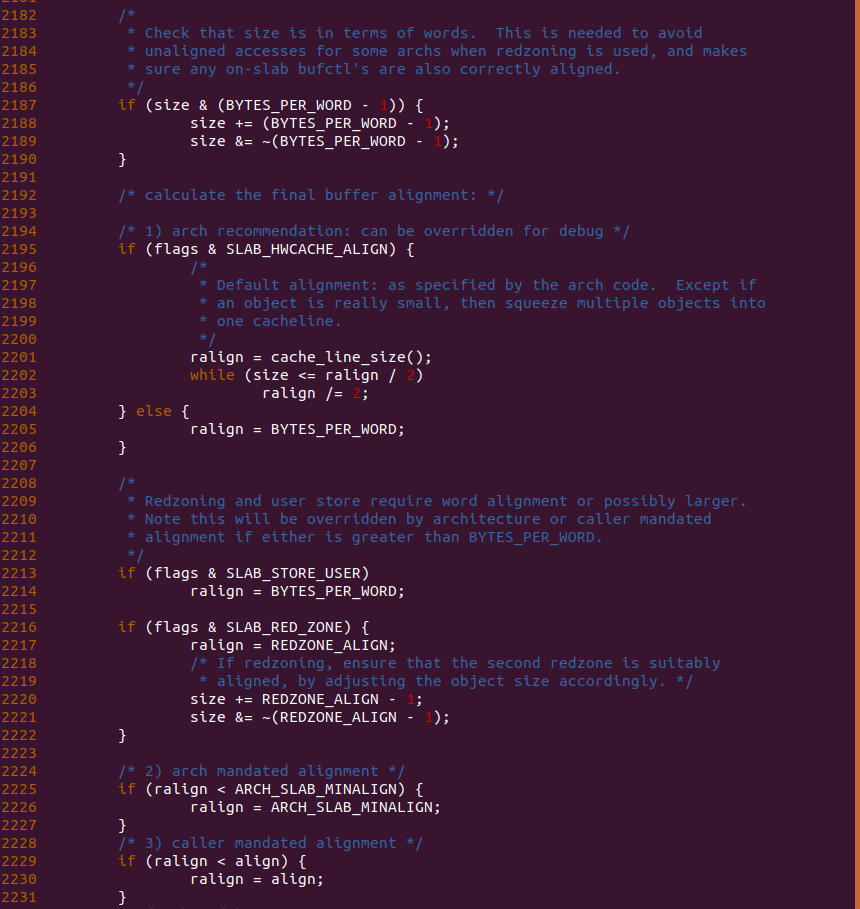 2182 /*
2183 * Check that size is in terms of words.  This is needed to avoid
2184 * unaligned accesses for some archs when redzoning is used, and makes
2185 * sure any on-slab bufctl's are also correctly aligned.
2186 */
2187 if (size & (BYTES_PER_WORD - 1)) {
2188 size += (BYTES_PER_WORD - 1);
2189 size &= ~(BYTES_PER_WORD - 1);
2190 }
2191
2192 /* calculate the final buffer alignment: */
2193
2194 /* 1) arch recommendation: can be overridden for debug */
2195 if (flags & SLAB_HWCACHE_ALIGN) {
2196 /*
2197 * Default alignment: as specified by the arch code.  Except if
2198 * an object is really small, then squeeze multiple objects into
2199 * one cacheline.
2200 */
2201 ralign = cache_line_size();
2202 while (size <= ralign / 2)
2203 ralign /= 2;
2204 } else {
2205 ralign = BYTES_PER_WORD;
2206 }
2207
2208 /*
2209 * Redzoning and user store require word alignment or possibly larger.
2210 * Note this will be overridden by architecture or caller mandated
2211 * alignment if either is greater than BYTES_PER_WORD.
2212 */
2213 if (flags & SLAB_STORE_USER)
2214 ralign = BYTES_PER_WORD;
2215
2216 if (flags & SLAB_RED_ZONE) {
2217 ralign = REDZONE_ALIGN;
2218 /* If redzoning, ensure that the second redzone is suitably
2219 * aligned, by adjusting the object size accordingly. */
2220 size += REDZONE_ALIGN - 1;
2221 size &= ~(REDZONE_ALIGN - 1);
2222 }
2223
2224 /* 2) arch mandated alignment */
2225 if (ralign < ARCH_SLAB_MINALIGN) {
2226 ralign = ARCH_SLAB_MINALIGN;
2227 }
2228 /* 3) caller mandated alignment */
2229 if (ralign < align) {
2230 ralign = align;
2231 }